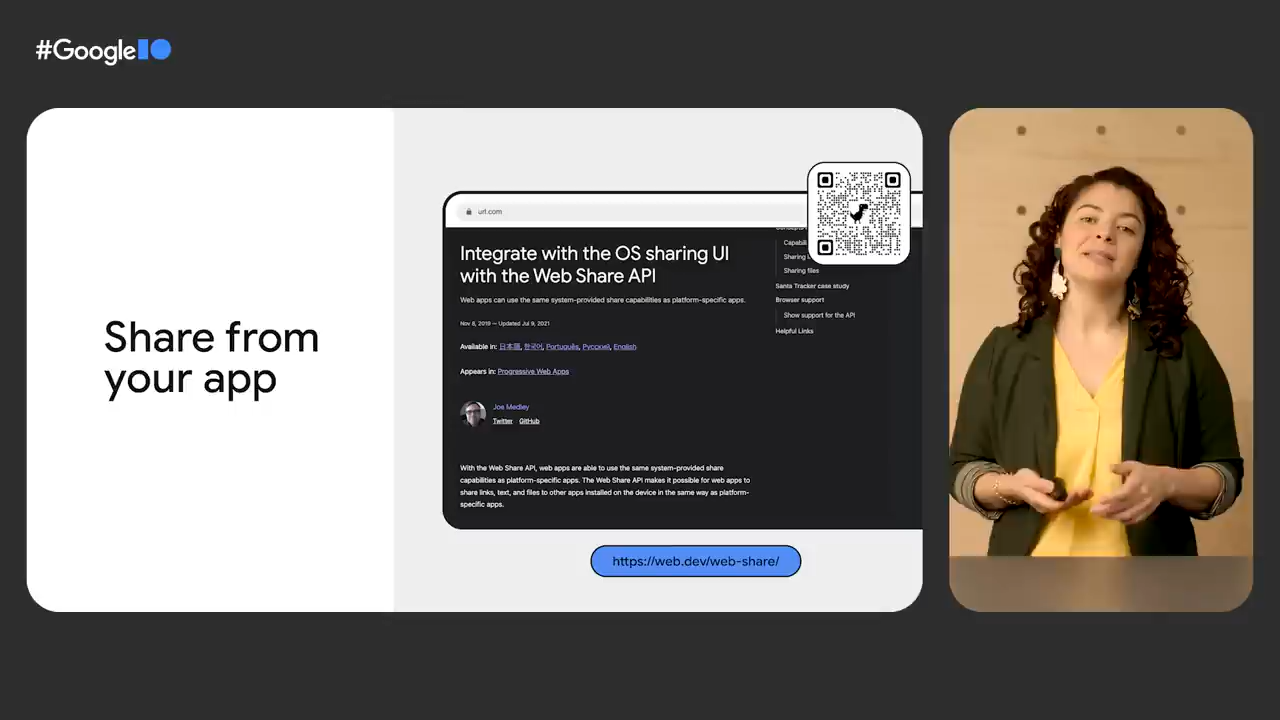 #GoogleIO
Share from
your app
url.com
Integrate with the OS sharing UI
with the Web Share API
Web apps can use the same system-provided share capabilities as platform-specific apps.
Nov 8, 2019 — Updated Jul 9, 2021
Available in: 日本語, 한국어, Português, Русский, English
Appears in: Progressive Web Apps
Joe Medley
Twitter GitHub
With the Web Share API, web apps are able to use the same system-provided share
capabilities as platform-specific apps. The Web Share API makes it possible for web apps to
share links, text, and files to other apps installed on the device in the same way as platform-
specific apps.
Sharing files
Santa Tracker case study
Browser support
Show support for the API
Helpful Links
https://web.dev/web-share/